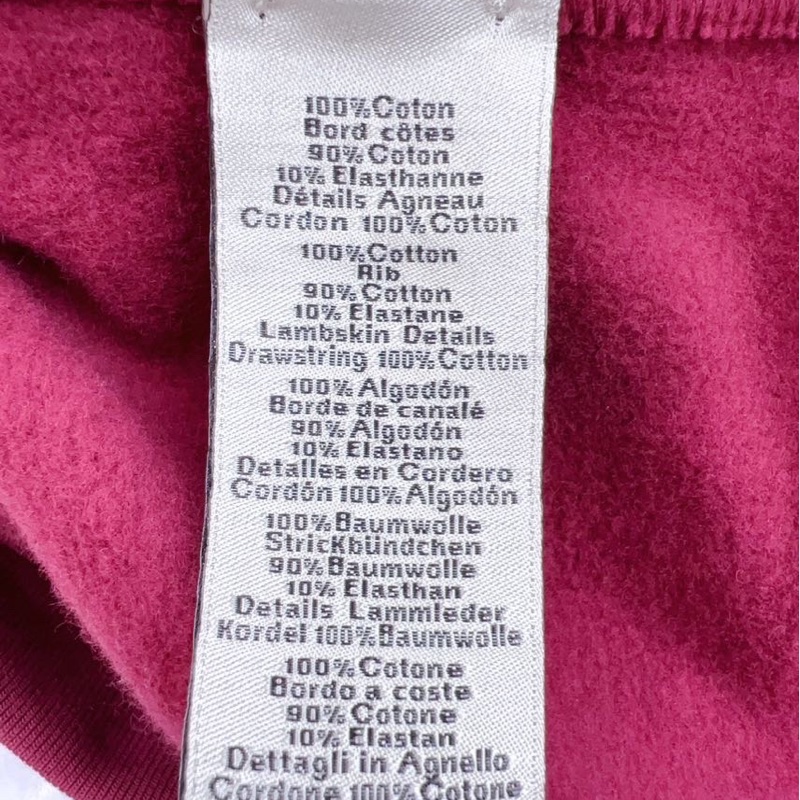 100%Coton
Bord côtes
90%Coton
10%Elasthanne
Détails Agneau
Cordon 100%Coton
100%Cotton
Rib
90%Cotton
10%Elastane
Lambskin Details
Drawstring 100%Cotton
100%Algodón
Borde de canalé
90%Algodón
10%Elastano
Detalles en Cordero
Cordón 100%Algodón
100%Baumwolle
Strickbündchen
90%Baumwolle
10%Elasthan
Details Lammleder
Kordel 100%Baumwolle
100%Cotone
Bordo a coste
90%Cotone
10%Elastan
Dettagli in Agnello
Cordone 100%Cotone